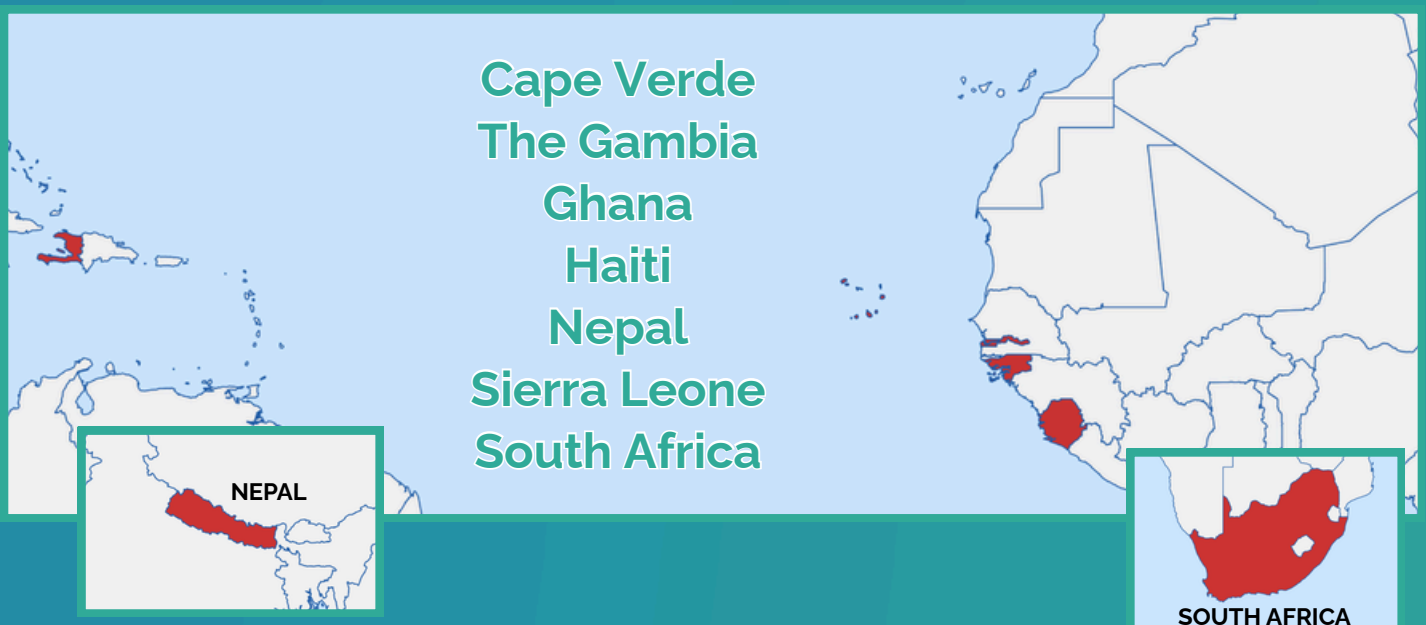 Cape Verde
The Gambia
Ghana
Haiti
Nepal
Sierra Leone
South Africa
NEPAL
SOUTH AFRICA